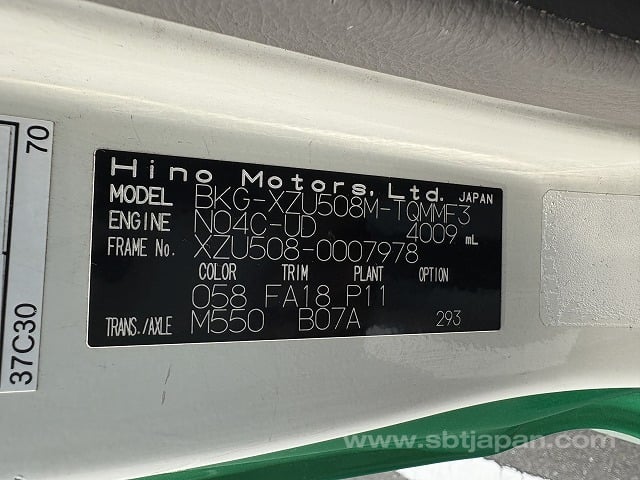 Hino Motors, Ltd. JAPAN
MODEL BKG-XZU508M-TQMMF3
ENGINE N04C-UD 4009 mL
FRAME No. XZU508-0007978
COLOR TRIM PLANT OPTION
058 FA18 P11
TRANS./AXLE M550 B07A 293
37C30 70
www.sbtjapan.com